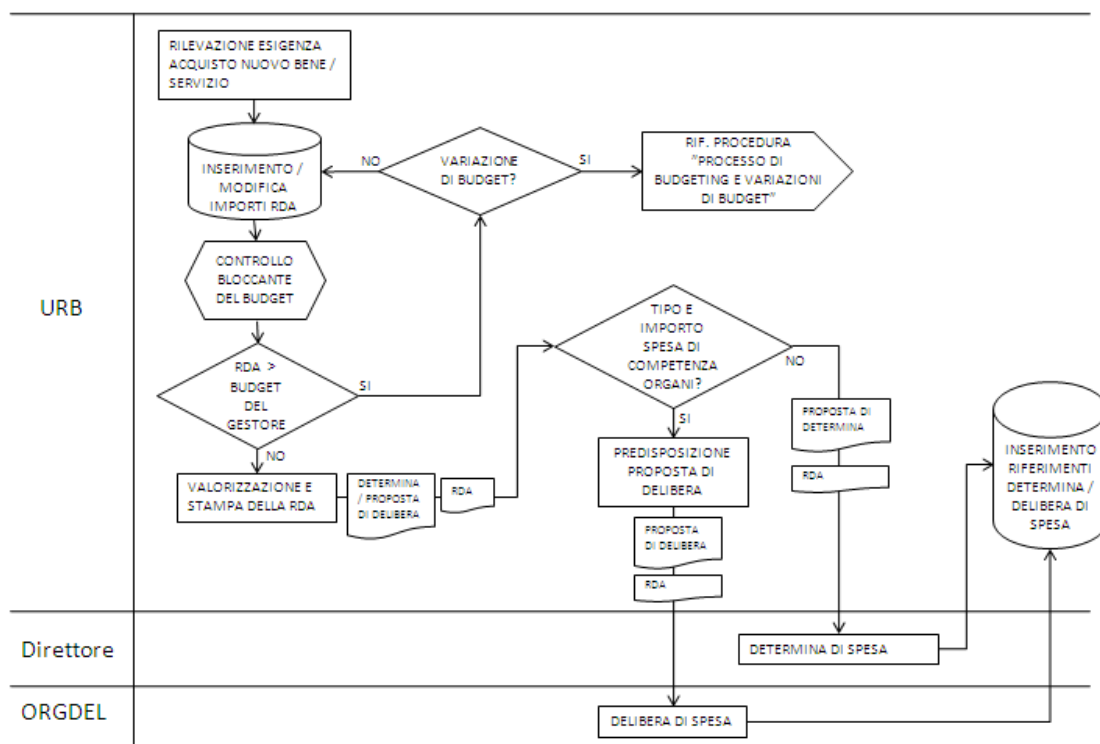 URB
RILEVAZIONE ESIGENZA
ACQUISTO NUOVO BENE /
SERVIZIO
INSERIMENTO /
MODIFICA
IMPORTI RDA
NO
VARIAZIONE
DI BUDGET?
SI
RIF. PROCEDURA
"PROCESSO DI
BUDGETING E VARIAZIONI
DI BUDGET"
CONTROLLO
BLOCCANTE
DEL BUDGET
RDA >
BUDGET
DEL
GESTORE
SI
NO
VALORIZZAZIONE E
STAMPA DELLA RDA
DETERMINA
/ PROPOSTA
DI DELIBERA
RDA
TIPO E
IMPORTO
SPESA DI
COMPETENZA
ORGANI?
NO
SI
PREDISPOSIZIONE
PROPOSTA DI
DELIBERA
PROPOSTA
DI DELIBERA
RDA
PROPOSTA DI
DETERMINA
RDA
INSERIMENTO
RIFERIMENTI
DETERMINA /
DELIBERA DI
SPESA
Direttore
DETERMINA DI SPESA
ORGDEL
DELIBERA DI SPESA